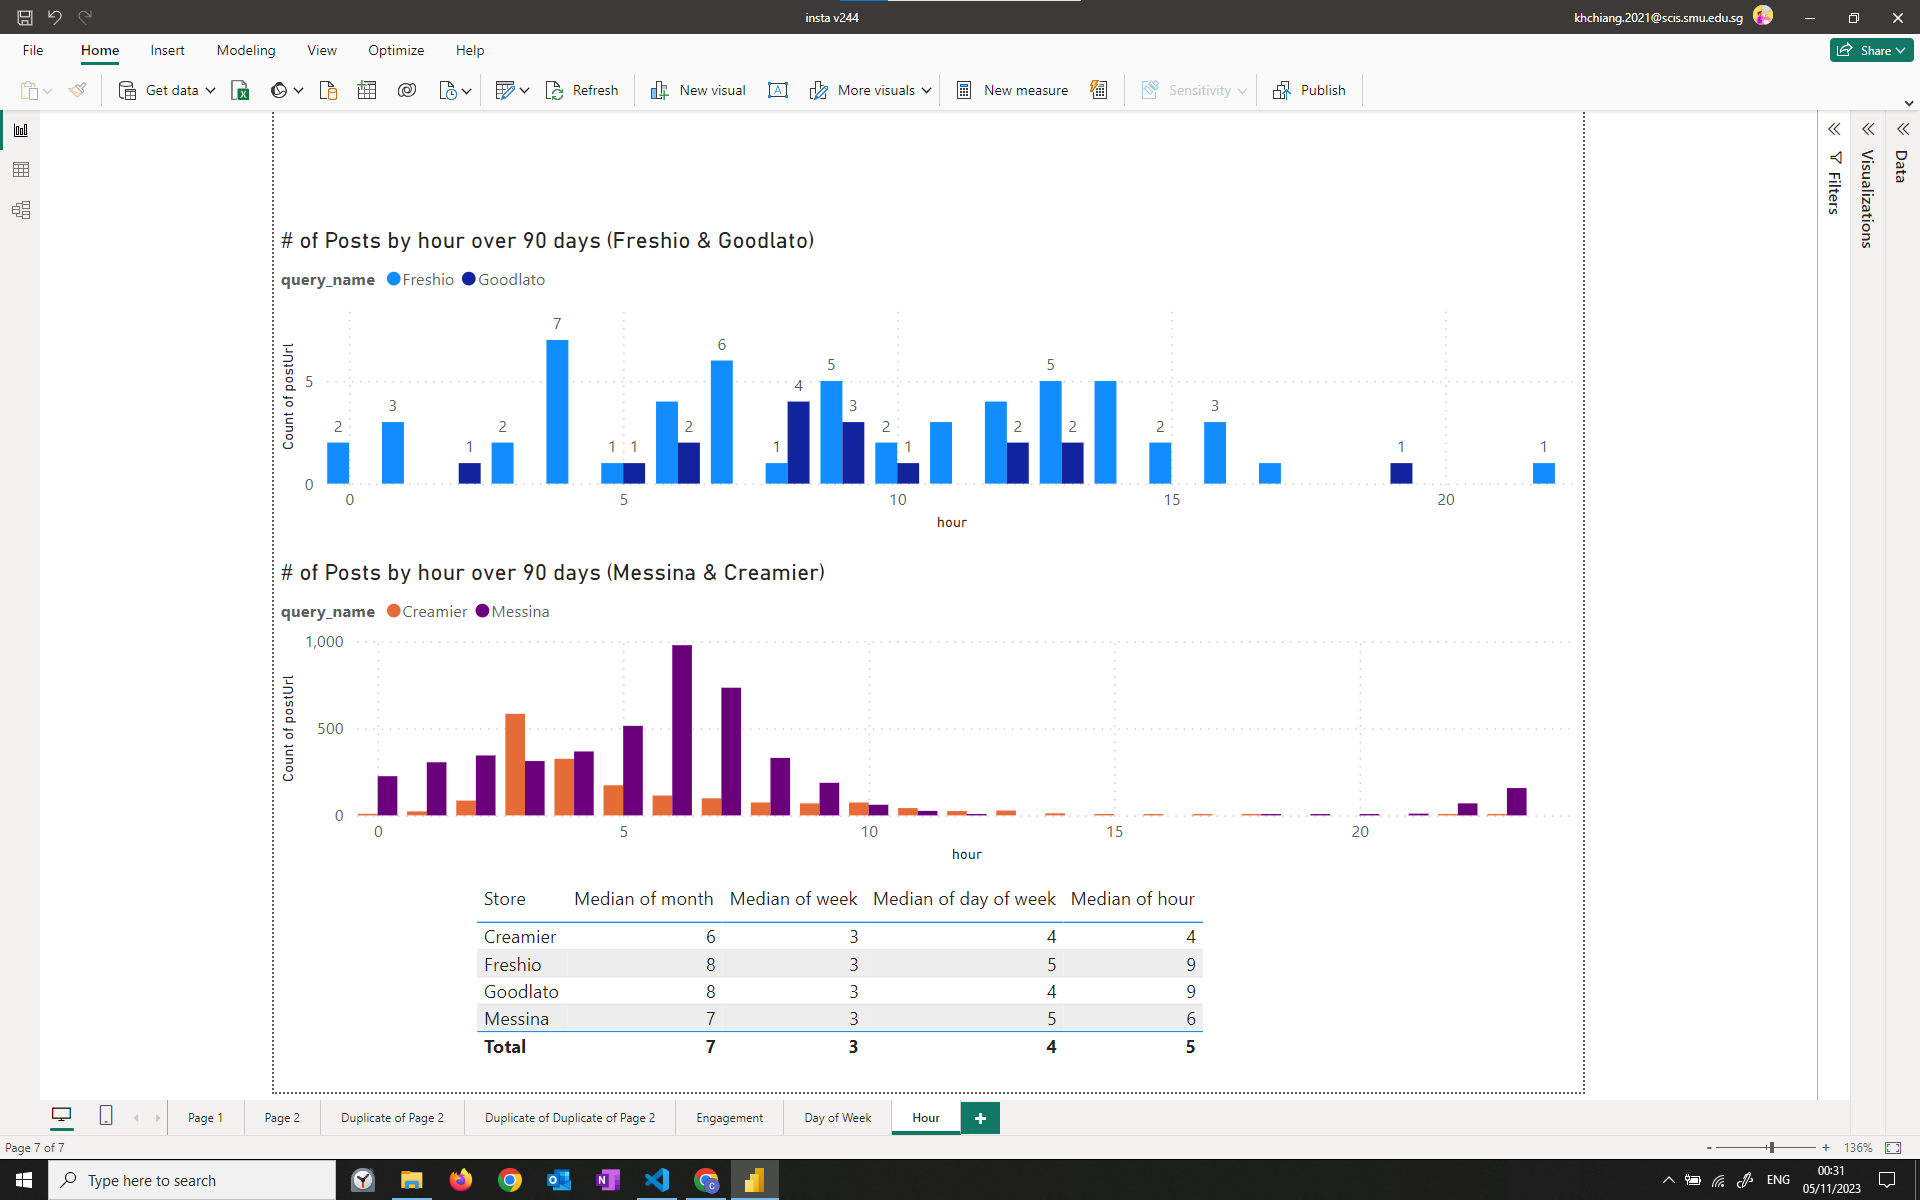 insta v244
khchiang.2021@scis.smu.edu.sg
File Home Insert Modeling View Optimize Help
Share
Get data Refresh New visual More visuals New measure Sensitivity Publish
Filters
Visualizations
Data
# of Posts by hour over 90 days (Freshio & Goodlato)
query_name Freshio Goodlato
Count of postUrl
5
0
2 3 1 2 7 1 1 2 6 1 4 5 3 2 1 2 5 2 2 3 1 1
0 5 10 15 20
hour
# of Posts by hour over 90 days (Messina & Creamier)
query_name Creamier Messina
Count of postUrl
1,000
500
0
0 5 10 15 20
hour
Store Median of month Median of week Median of day of week Median of hour
Creamier 6 3 4 4
Freshio 8 3 5 9
Goodlato 8 3 4 9
Messina 7 3 5 6
Total 7 3 4 5
Page 1 Page 2 Duplicate of Page 2 Duplicate of Duplicate of Page 2 Engagement Day of Week Hour +
Page 7 of 7
- + 136%
Type here to search
ENG
00:31
05/11/2023